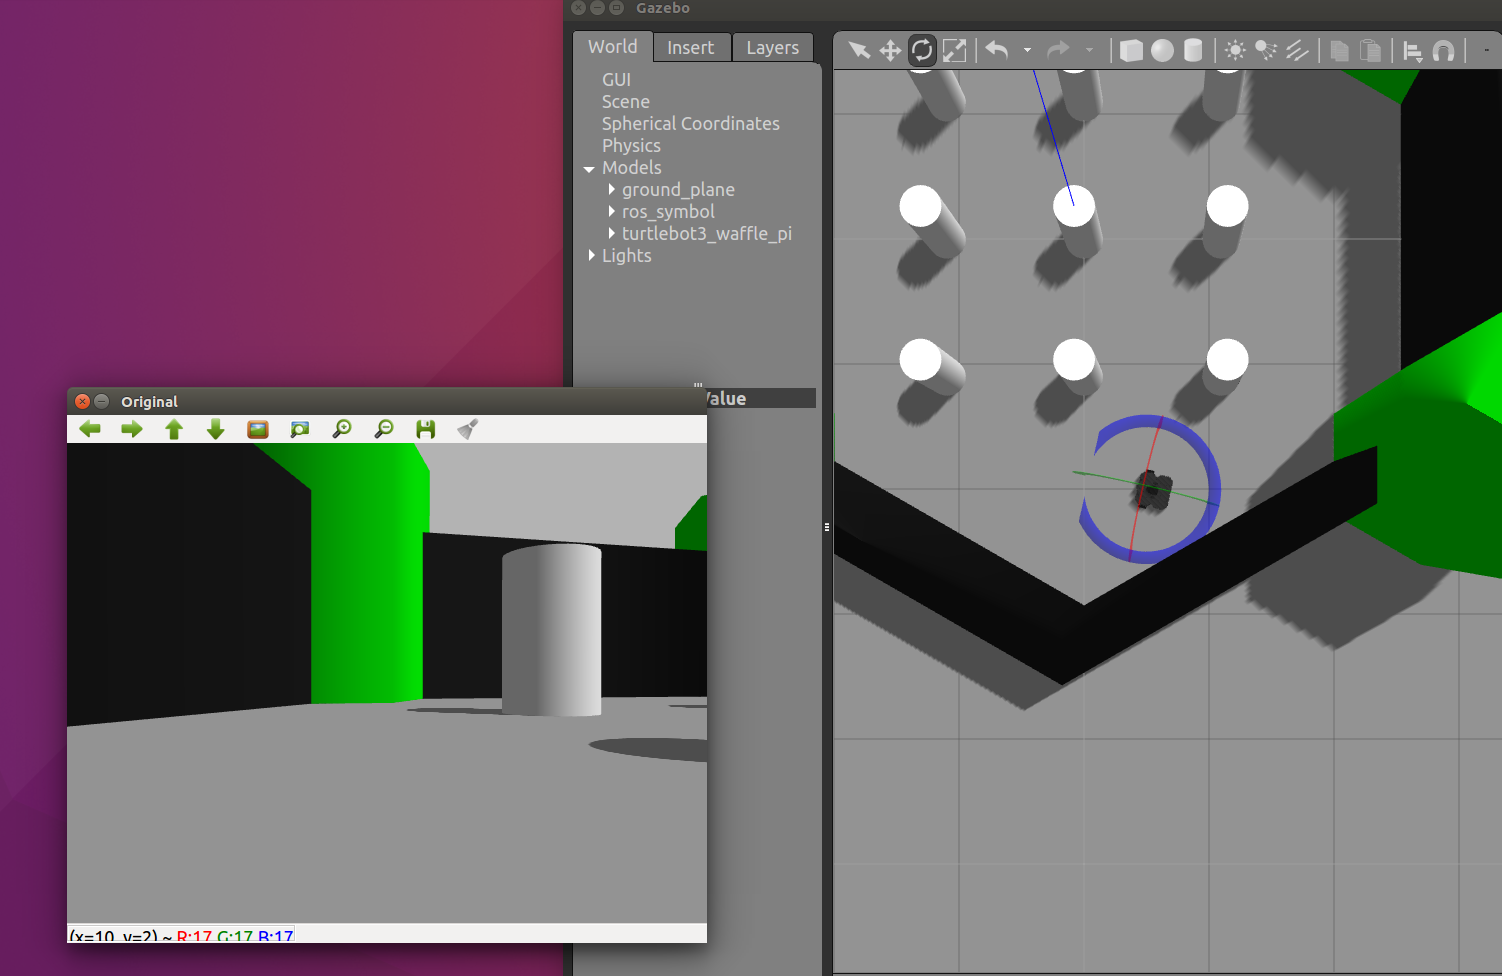 Gazebo
World Insert Layers
GUI
Scene
Spherical Coordinates
Physics
Models
ground_plane
ros_symbol
turtlebot3_waffle_pi
Lights
Value
Original
(x=10, y=2) ~ R:17 G:17 B:17